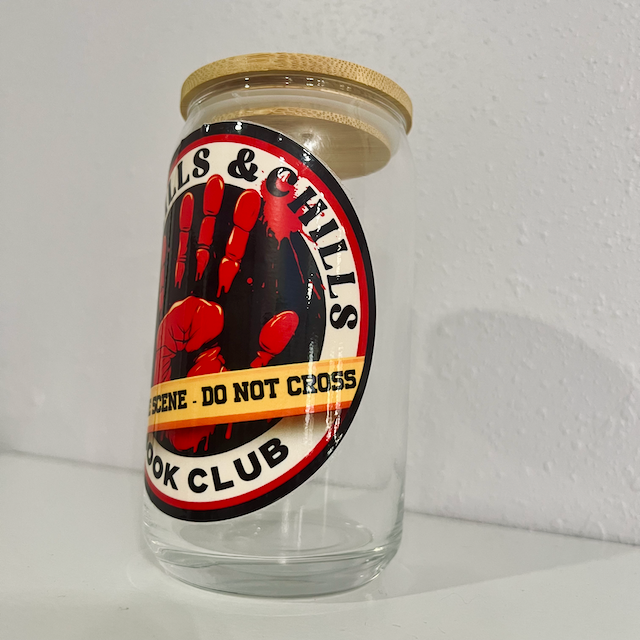 & CHILLS
SCENE - DO NOT CROSS
CLUB